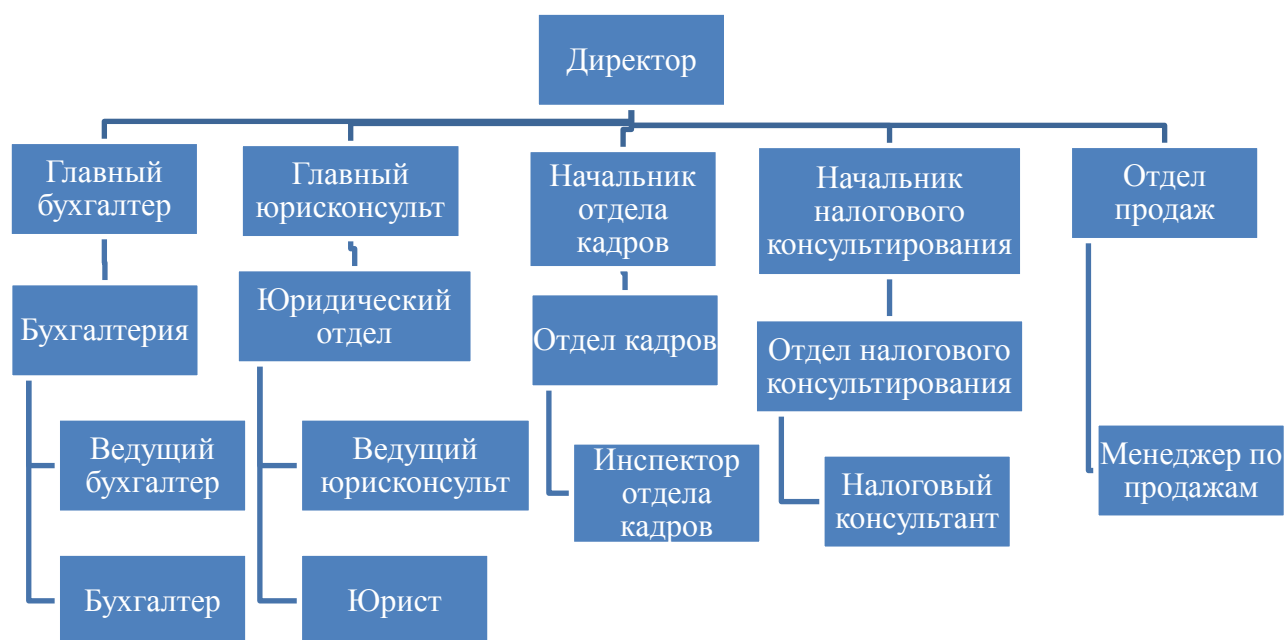 Директор
Главный
бухгалтер
Главный
юрисконсульт
Начальник
отдела
кадров
Начальник
налогового
консультирования
Отдел
продаж
Бухгалтерия
Юридический
отдел
Отдел кадров
Отдел налогового
консультирования
Ведущий
бухгалтер
Ведущий
юрисконсульт
Инспектор
отдела
кадров
Налоговый
консультант
Менеджер по
продажам
Бухгалтер
Юрист